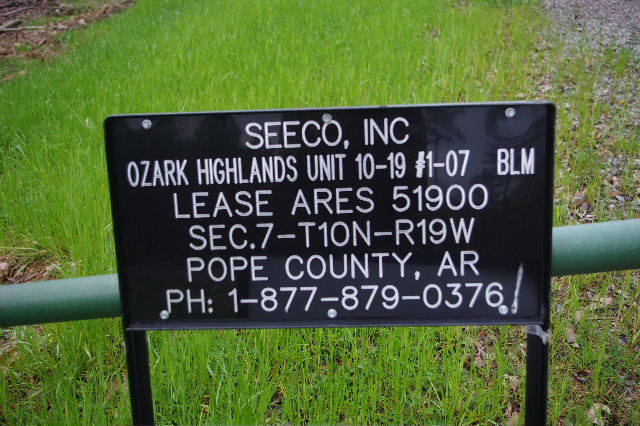 SEECO, INC
OZARK HIGHLANDS UNIT 10-19 #1-07 BLM
LEASE ARES 51900
SEC.7-T10N-R19W
POPE COUNTY, AR
PH: 1-877-879-0376